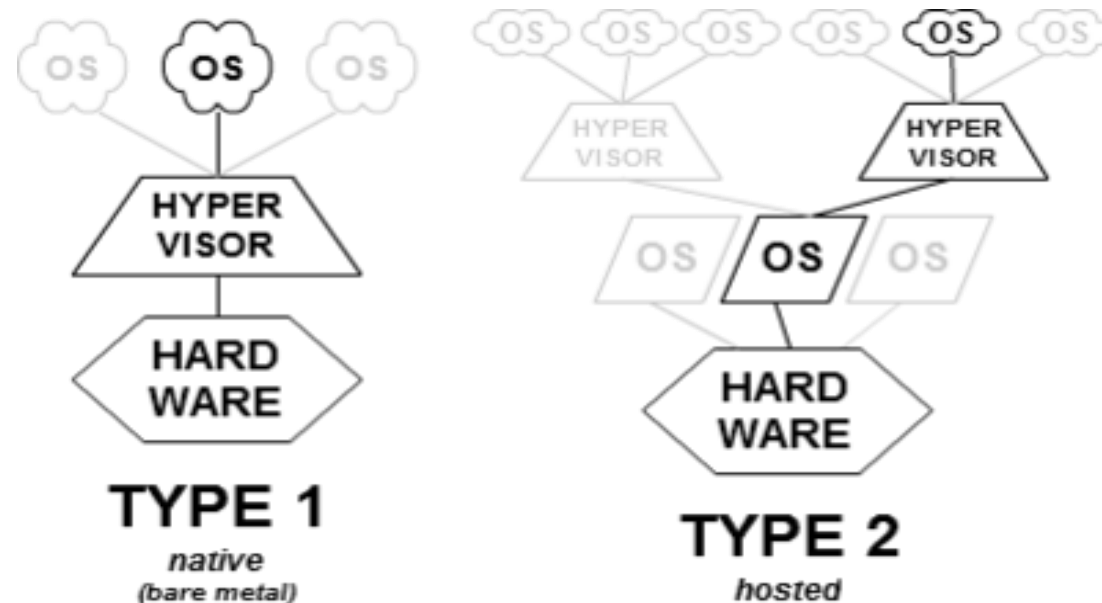 OS
OS
OS
HYPER
VISOR
HARD
WARE
TYPE 1
native
(bare metal)
OS
OS
OS
OS
OS
OS
HYPER
VISOR
HYPER
VISOR
OS
OS
OS
HARD
WARE
TYPE 2
hosted